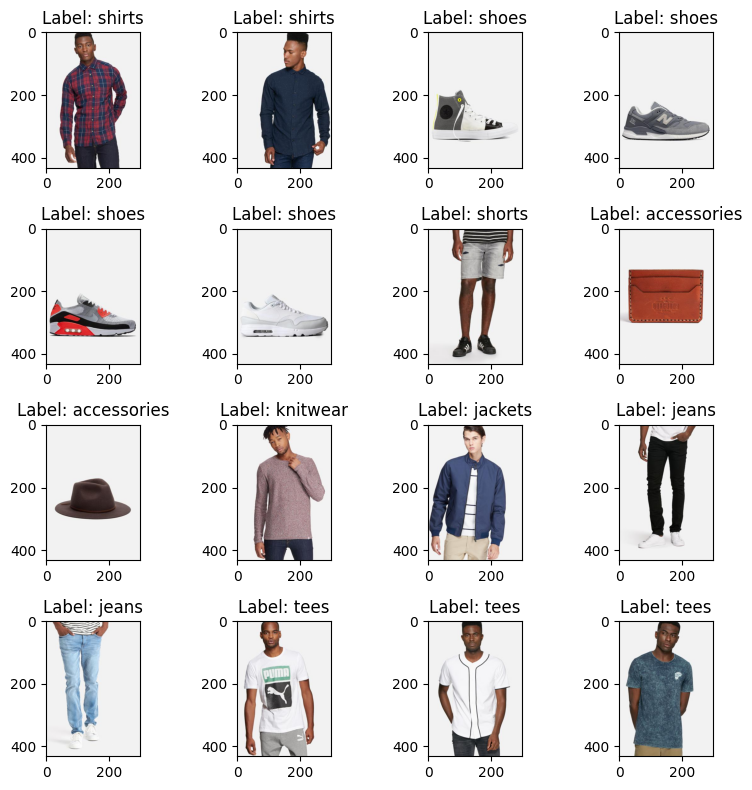 Label: shirts Label: shirts Label: shoes Label: shoes
0 0 0 0
200 200 200 200
400 400 400 400
0 200 0 200 0 200 0 200
Label: shoes Label: shoes Label: shorts Label: accessories
0 0 0 0
200 200 200 200
400 400 400 400
0 200 0 200 0 200 0 200
Label: accessories Label: knitwear Label: jackets Label: jeans
0 0 0 0
200 200 200 200
400 400 400 400
0 200 0 200 0 200 0 200
Label: jeans Label: tees Label: tees Label: tees
0 0 0 0
PUMA
200 200 200 200
400 400 400 400
0 200 0 200 0 200 0 200